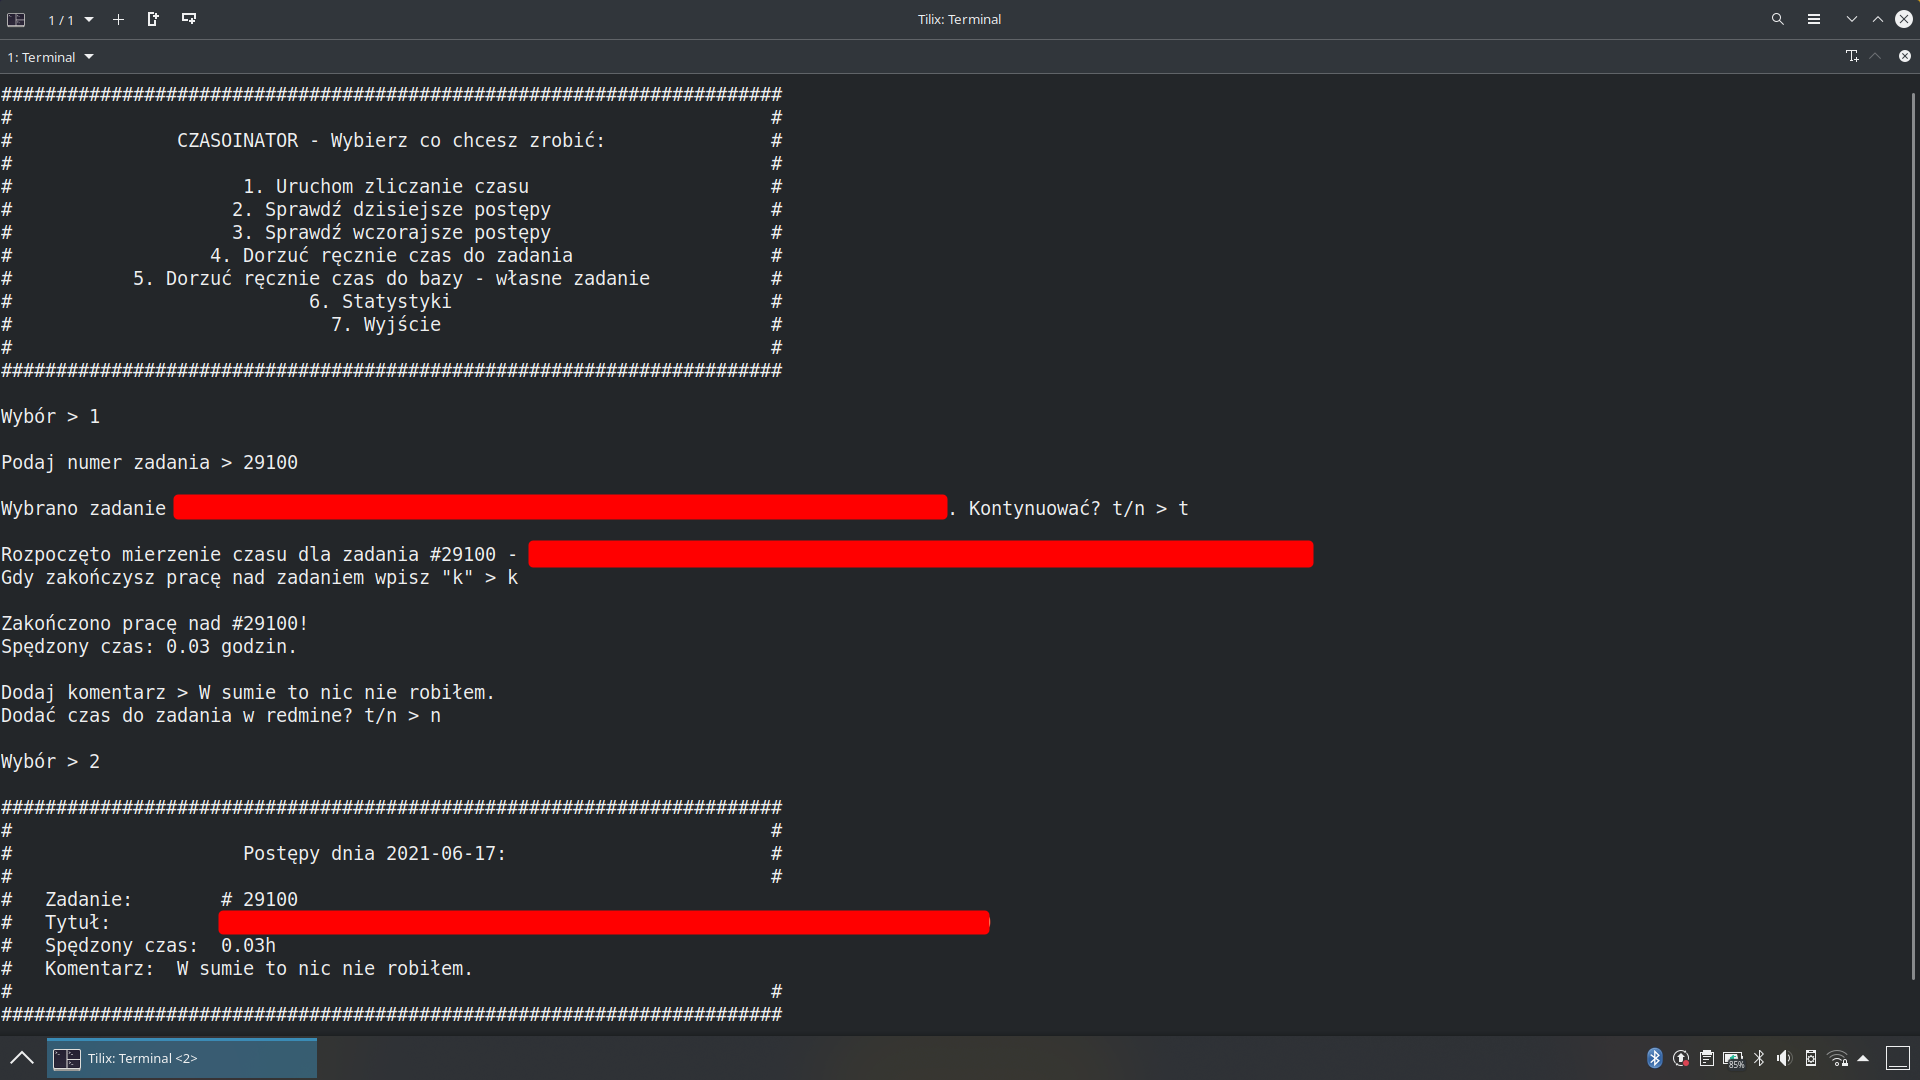 1 / 1
Tilix: Terminal
1: Terminal
#######################################################################
# #
# CZASOINATOR - Wybierz co chcesz zrobić: #
# #
# 1. Uruchom zliczanie czasu #
# 2. Sprawdź dzisiejsze postępy #
# 3. Sprawdź wczorajsze postępy #
# 4. Dorzuć ręcznie czas do zadania #
# 5. Dorzuć ręcznie czas do bazy - własne zadanie #
# 6. Statystyki #
# 7. Wyjście #
# #
#######################################################################
Wybór > 1
Podaj numer zadania > 29100
Wybrano zadanie . Kontynuować? t/n > t
Rozpoczęto mierzenie czasu dla zadania #29100 -
Gdy zakończysz pracę nad zadaniem wpisz "k" > k
Zakończono pracę nad #29100!
Spędzony czas: 0.03 godzin.
Dodaj komentarz > W sumie to nic nie robiłem.
Dodać czas do zadania w redmine? t/n > n
Wybór > 2
#######################################################################
# #
# Postępy dnia 2021-06-17: #
# #
# Zadanie: # 29100
# Tytuł:
# Spędzony czas: 0.03h
# Komentarz: W sumie to nic nie robiłem.
# #
#######################################################################
Tilix: Terminal <2>
85%